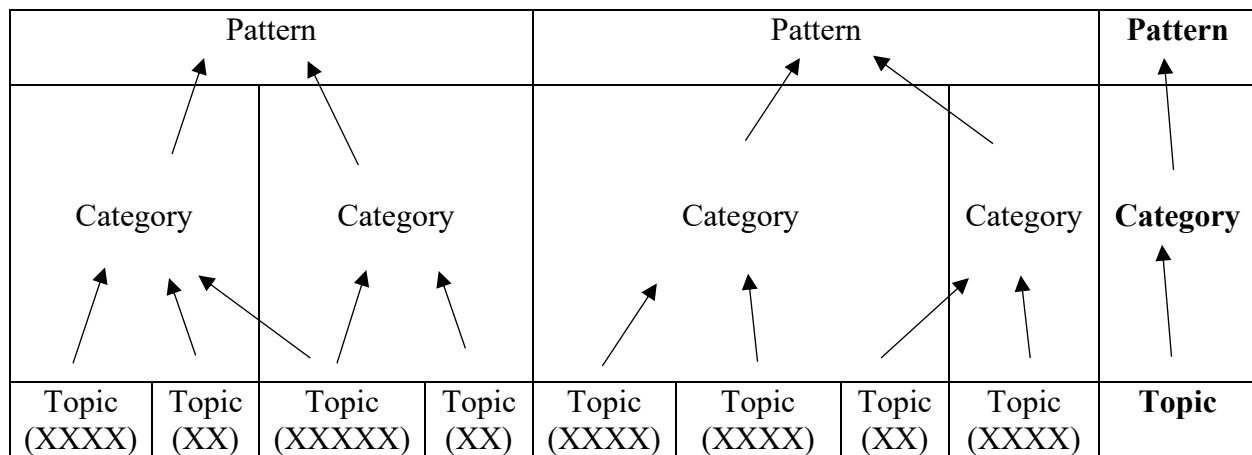 Pattern Pattern Pattern
Category Category Category Category Category
Topic Topic Topic Topic Topic Topic Topic Topic Topic
(XXXX) (XX) (XXXXX) (XX) (XXXX) (XXXX) (XX) (XXXX)